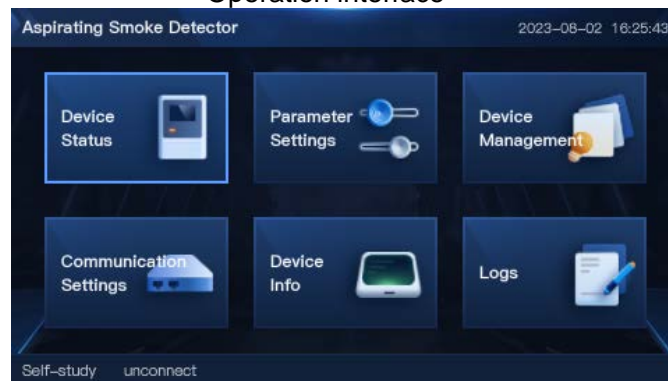 Operation interface
Aspirating Smoke Detector
2023-08-02 16:25:43
Device
Status
Parameter
Settings
Device
Management
Communication
Settings
Device
Info
Logs
Self-study unconnect